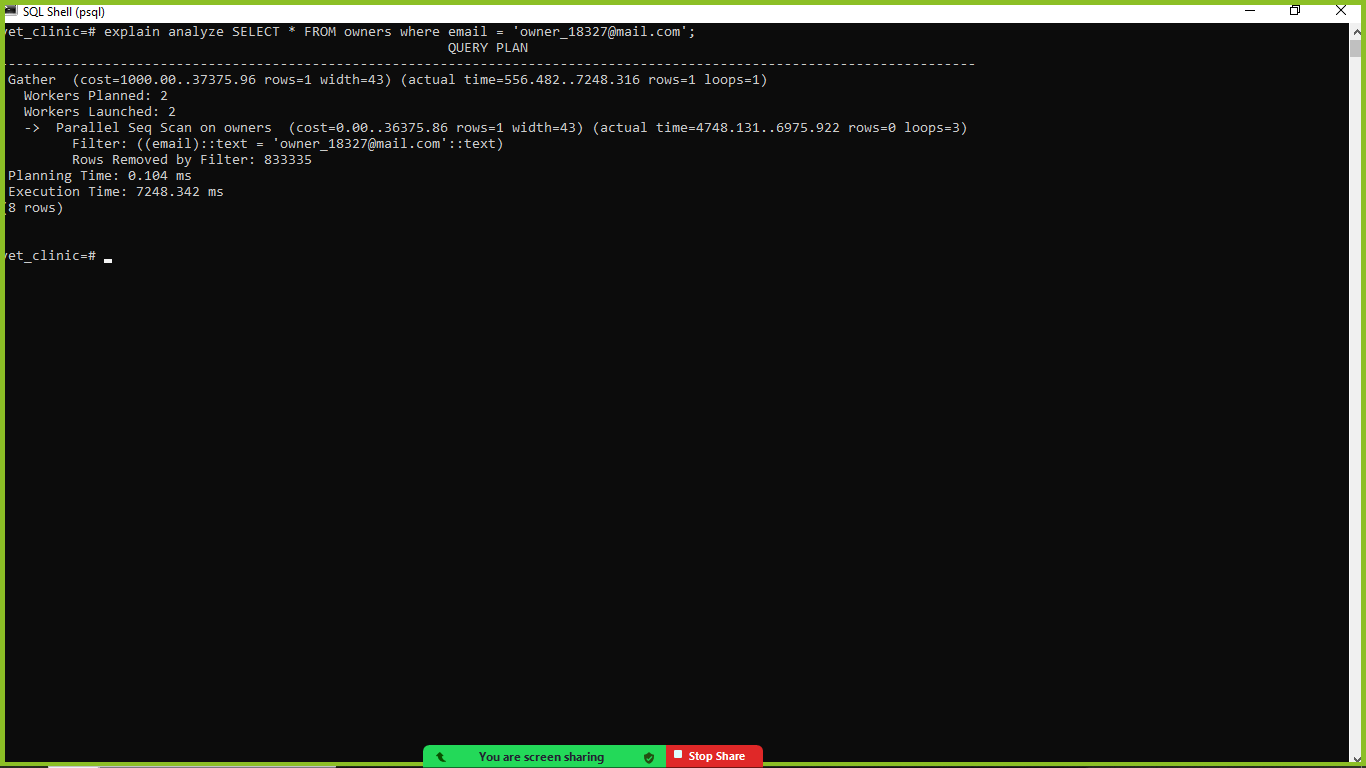 SQL Shell (psql)
vet_clinic=# explain analyze SELECT * FROM owners where email = 'owner_18327@mail.com';
QUERY PLAN
-------------------------------------------------------------------------------------------------------------------------
Gather  (cost=1000.00..37375.96 rows=1 width=43) (actual time=556.482..7248.316 rows=1 loops=1)
Workers Planned: 2
Workers Launched: 2
->  Parallel Seq Scan on owners  (cost=0.00..36375.86 rows=1 width=43) (actual time=4748.131..6975.922 rows=0 loops=3)
Filter: ((email)::text = 'owner_18327@mail.com'::text)
Rows Removed by Filter: 833335
Planning Time: 0.104 ms
Execution Time: 7248.342 ms
(8 rows)
vet_clinic=#
You are screen sharing
Stop Share